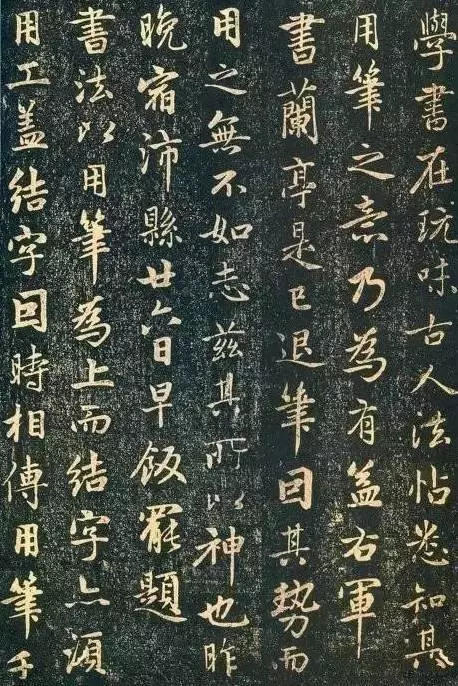 學書在玩味古人法帖悉知其
用筆之意乃為有益右軍
書蘭亭是已退筆因其勢而
用之無不如志茲其所以神也昨
晚宿沛縣廿六日早飯罷題
書法以用筆為上而結字亦須
用工盖結字因時相傳用筆千